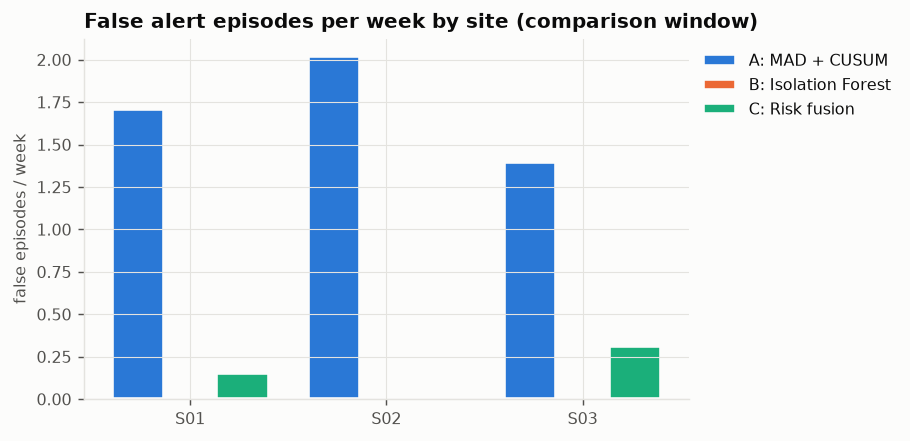 False alert episodes per week by site (comparison window)
A: MAD + CUSUM
B: Isolation Forest
C: Risk fusion
false episodes / week
2.00
1.75
1.50
1.25
1.00
0.75
0.50
0.25
0.00
S01
S02
S03